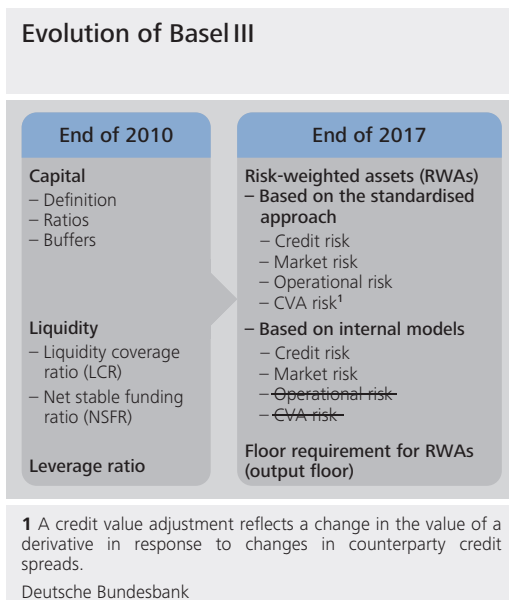 Evolution of Basel III
End of 2010
Capital
– Definition
– Ratios
– Buffers
Liquidity
– Liquidity coverage
ratio (LCR)
– Net stable funding
ratio (NSFR)
Leverage ratio
End of 2017
Risk-weighted assets (RWAs)
– Based on the standardised
approach
– Credit risk
– Market risk
– Operational risk
– CVA risk¹
– Based on internal models
– Credit risk
– Market risk
– Operational risk
– CVA risk
Floor requirement for RWAs
(output floor)
1 A credit value adjustment reflects a change in the value of a
derivative in response to changes in counterparty credit
spreads.
Deutsche Bundesbank